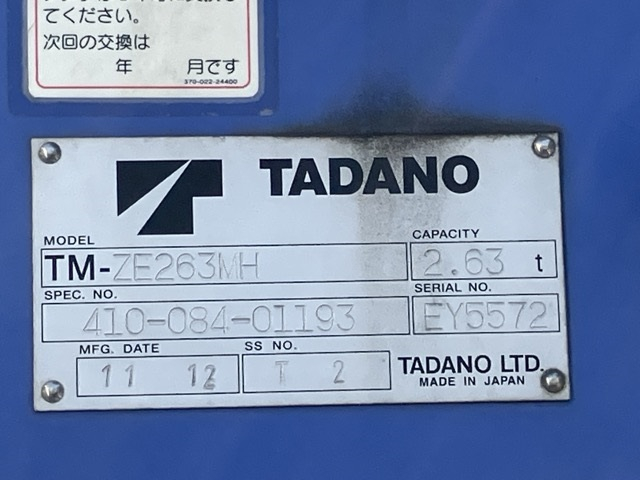 てください。
次回の交換は
年 月です
370-022-24400
TADANO
MODEL
TM-ZE263MH
CAPACITY
2.63 t
SPEC. NO.
410-084-01193
SERIAL NO.
EY5572
MFG. DATE
11 12
SS NO.
T 2
TADANO LTD.
MADE IN JAPAN